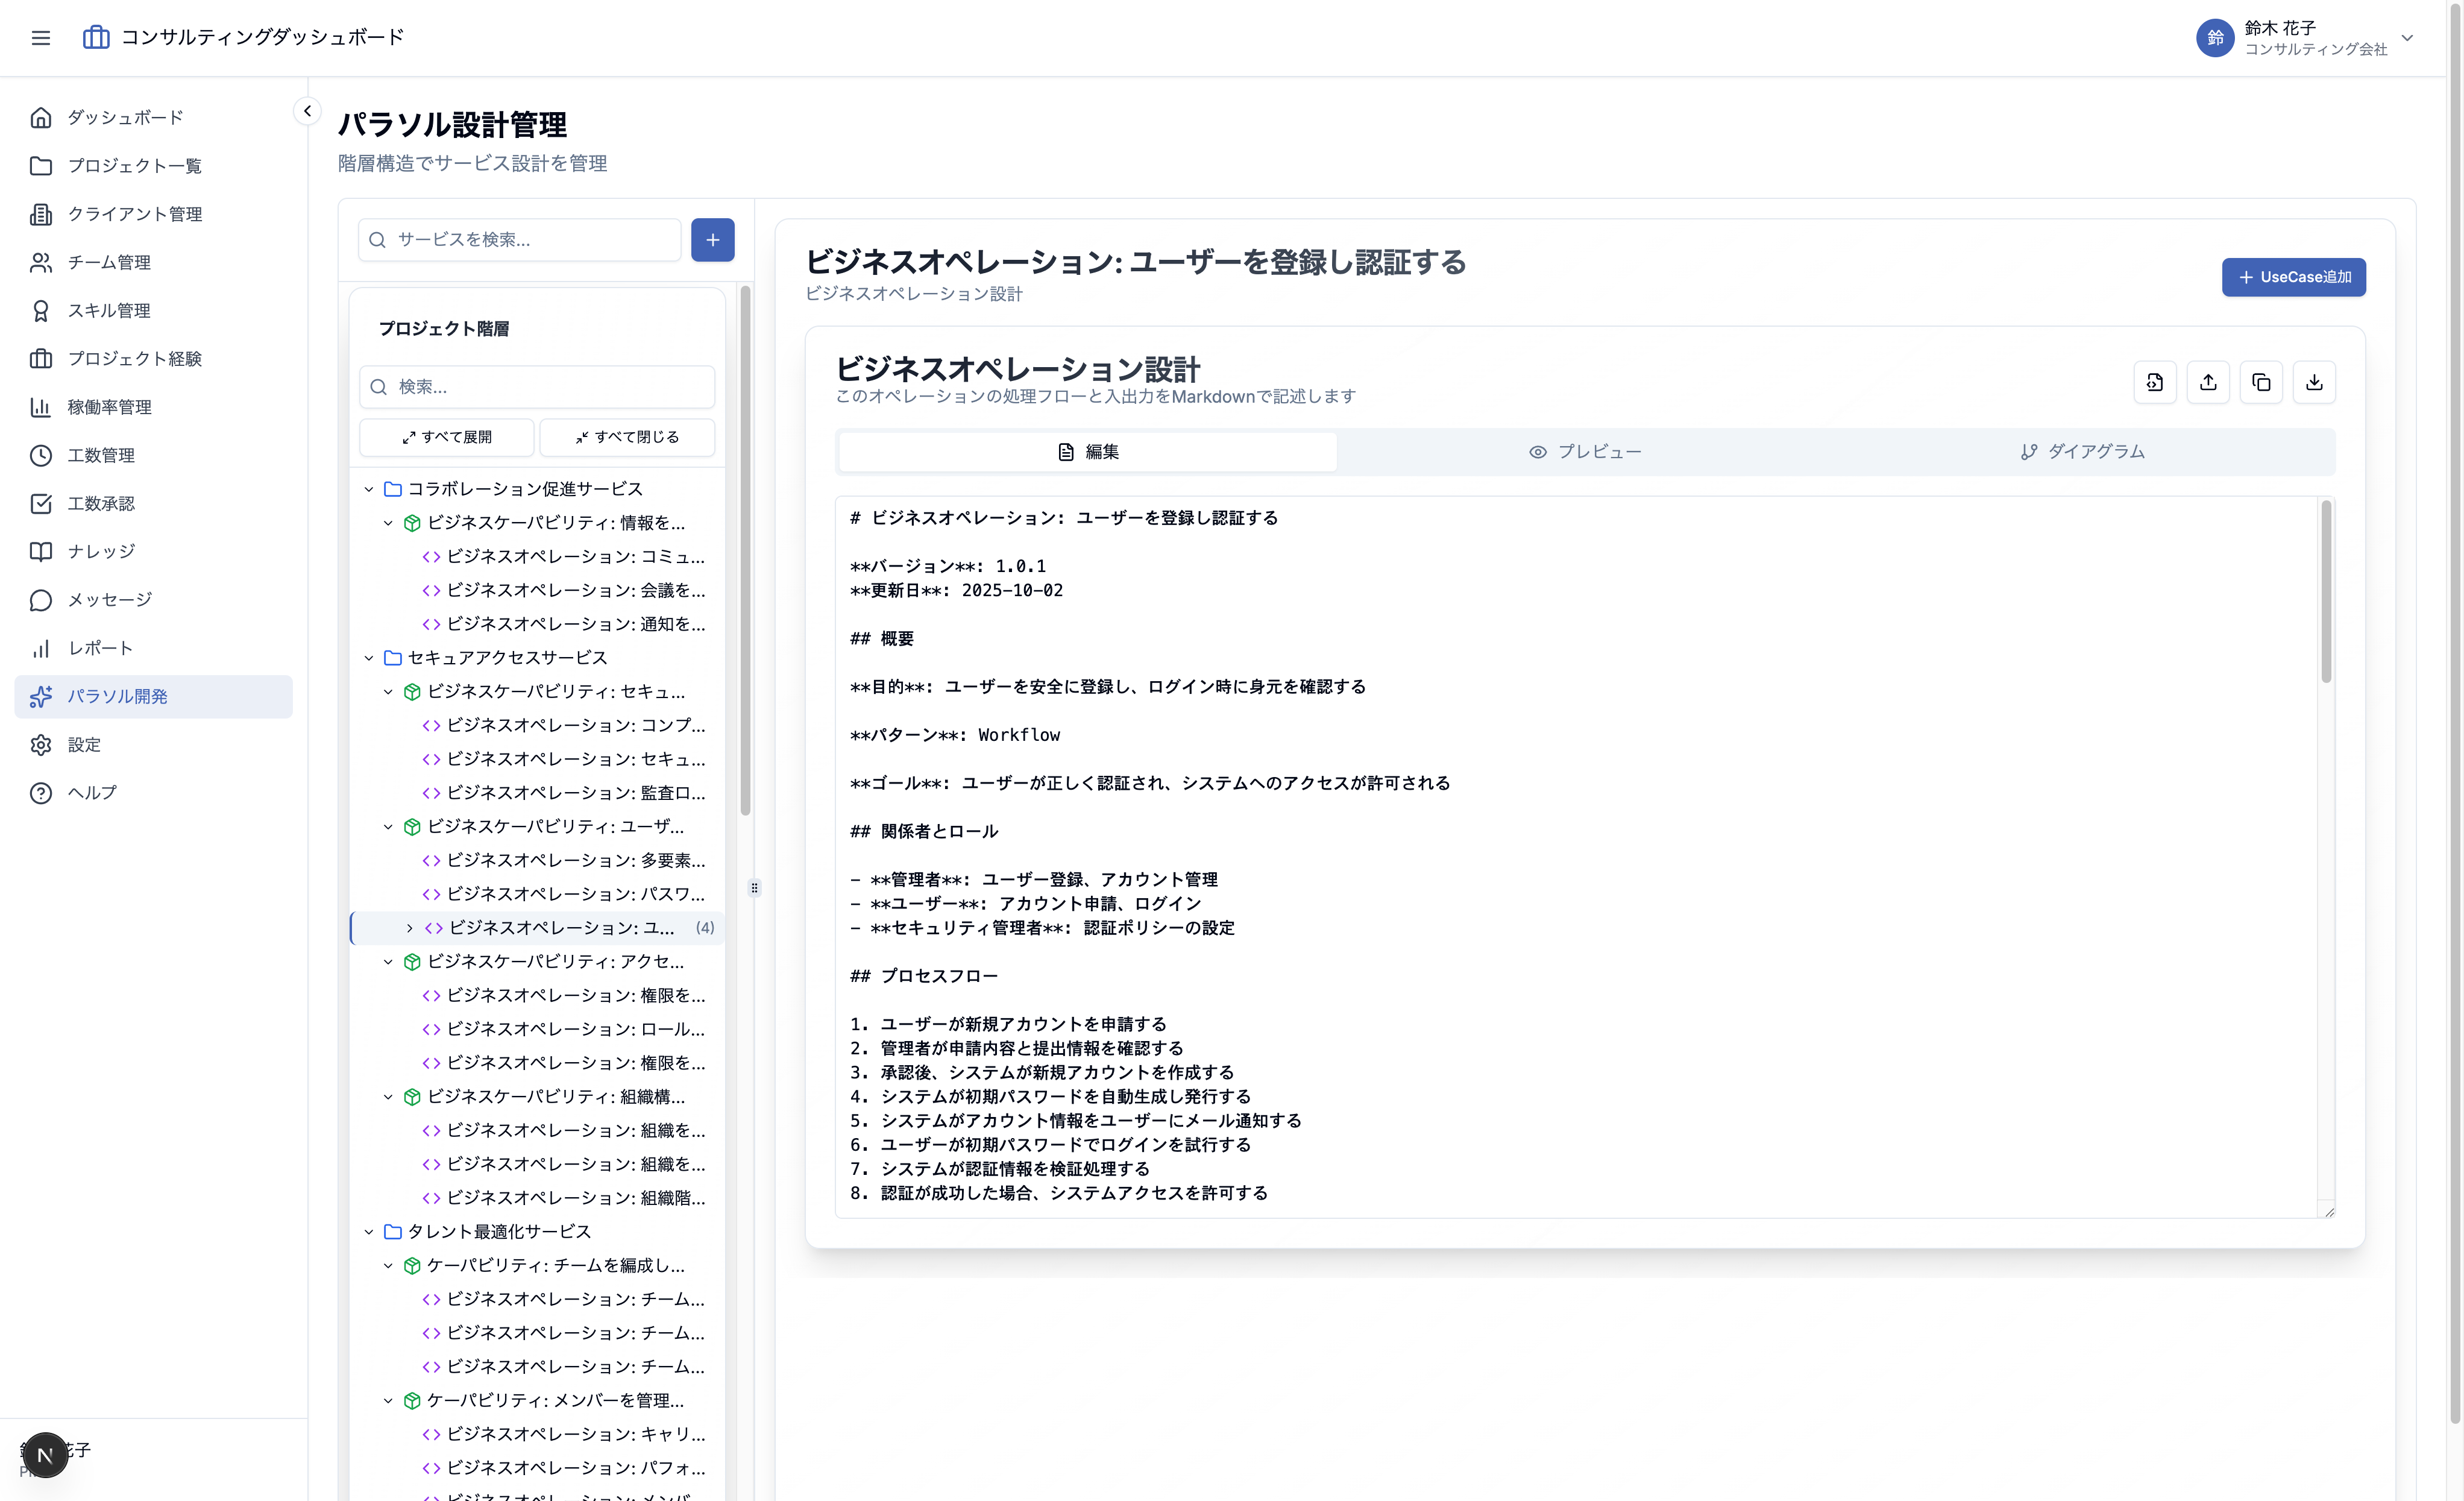 コンサルティングダッシュボード
鈴
鈴木 花子
コンサルティング会社
ダッシュボード
プロジェクト一覧
クライアント管理
チーム管理
スキル管理
プロジェクト経験
稼働率管理
工数管理
工数承認
ナレッジ
メッセージ
レポート
パラソル開発
設定
ヘルプ
花子
N
パラソル設計管理
階層構造でサービス設計を管理
サービスを検索...
プロジェクト階層
検索...
すべて展開
すべて閉じる
コラボレーション促進サービス
ビジネスケーパビリティ: 情報を...
ビジネスオペレーション: コミュ...
ビジネスオペレーション: 会議を...
ビジネスオペレーション: 通知を...
セキュアアクセスサービス
ビジネスケーパビリティ: セキュ...
ビジネスオペレーション: コンプ...
ビジネスオペレーション: セキュ...
ビジネスオペレーション: 監査ロ...
ビジネスケーパビリティ: ユーザ...
ビジネスオペレーション: 多要素...
ビジネスオペレーション: パスワ...
ビジネスオペレーション: ユ... (4)
ビジネスケーパビリティ: アクセ...
ビジネスオペレーション: 権限を...
ビジネスオペレーション: ロール...
ビジネスオペレーション: 権限を...
ビジネスケーパビリティ: 組織構...
ビジネスオペレーション: 組織を...
ビジネスオペレーション: 組織を...
ビジネスオペレーション: 組織階...
タレント最適化サービス
ケーパビリティ: チームを編成し...
ビジネスオペレーション: チーム...
ビジネスオペレーション: チーム...
ビジネスオペレーション: チーム...
ケーパビリティ: メンバーを管理...
ビジネスオペレーション: キャリ...
ビジネスオペレーション: パフォ...
ビジネスオペレーション: メンバ...
ビジネスオペレーション: ユーザーを登録し認証する
ビジネスオペレーション設計
UseCase追加
ビジネスオペレーション設計
このオペレーションの処理フローと入出力をMarkdownで記述します
編集
プレビュー
ダイアグラム
# ビジネスオペレーション: ユーザーを登録し認証する
**バージョン**: 1.0.1
**更新日**: 2025-10-02
## 概要
**目的**: ユーザーを安全に登録し、ログイン時に身元を確認する
**パターン**: Workflow
**ゴール**: ユーザーが正しく認証され、システムへのアクセスが許可される
## 関係者とロール
- **管理者**: ユーザー登録、アカウント管理
- **ユーザー**: アカウント申請、ログイン
- **セキュリティ管理者**: 認証ポリシーの設定
## プロセスフロー
1. ユーザーが新規アカウントを申請する
2. 管理者が申請内容と提出情報を確認する
3. 承認後、システムが新規アカウントを作成する
4. システムが初期パスワードを自動生成し発行する
5. システムがアカウント情報をユーザーにメール通知する
6. ユーザーが初期パスワードでログインを試行する
7. システムが認証情報を検証処理する
8. 認証が成功した場合、システムアクセスを許可する